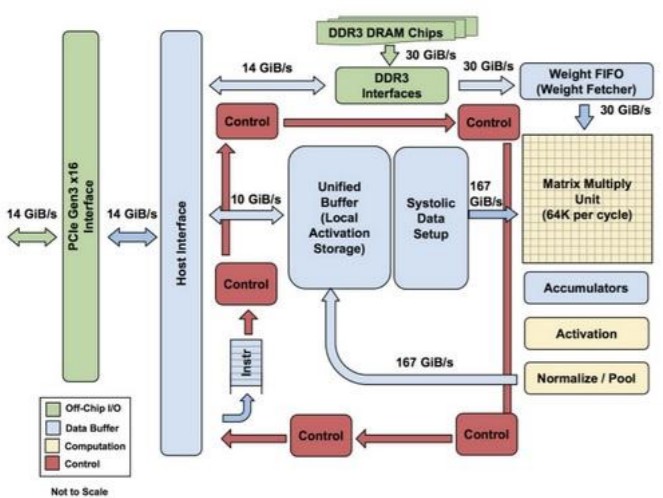 DDR3 DRAM Chips
30 GiB/s
14 GiB/s
DDR3
Interfaces
30 GiB/s
Weight FIFO
(Weight Fetcher)
30 GiB/s
Control
Control
PCIe Gen3 x16
Interface
14 GiB/s
14 GiB/s
Host Interface
10 GiB/s
Unified
Buffer
(Local
Activation
Storage)
Systolic
Data
Setup
167
GiB/s
Matrix Multiply
Unit
(64K per cycle)
Control
Accumulators
Activation
Instr
167 GiB/s
Normalize / Pool
Control
Control
Off-Chip I/O
Data Buffer
Computation
Control
Not to Scale